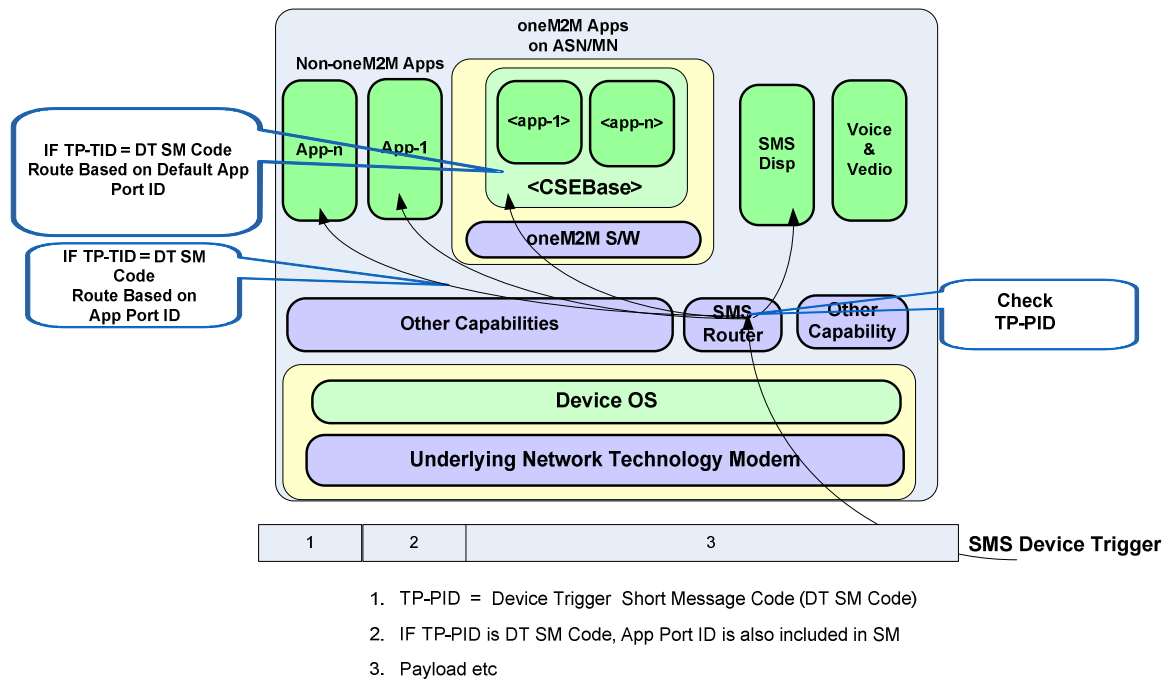 oneM2M Apps
on ASN/MN
Non-oneM2M Apps
IF TP-TID = DT SM Code
Route Based on Default App
Port ID
App-n
App-1
<app-1>
<app-n>
<CSEBase>
oneM2M S/W
SMS
Disp
Voice
&
Vedio
IF TP-TID = DT SM
Code
Route Based on
App Port ID
Other Capabilities
SMS
Router
Other
Capability
Check
TP-PID
Device OS
Underlying Network Technology Modem
1
2
3
SMS Device Trigger
1. TP-PID = Device Trigger Short Message Code (DT SM Code)
2. IF TP-PID is DT SM Code, App Port ID is also included in SM
3. Payload etc